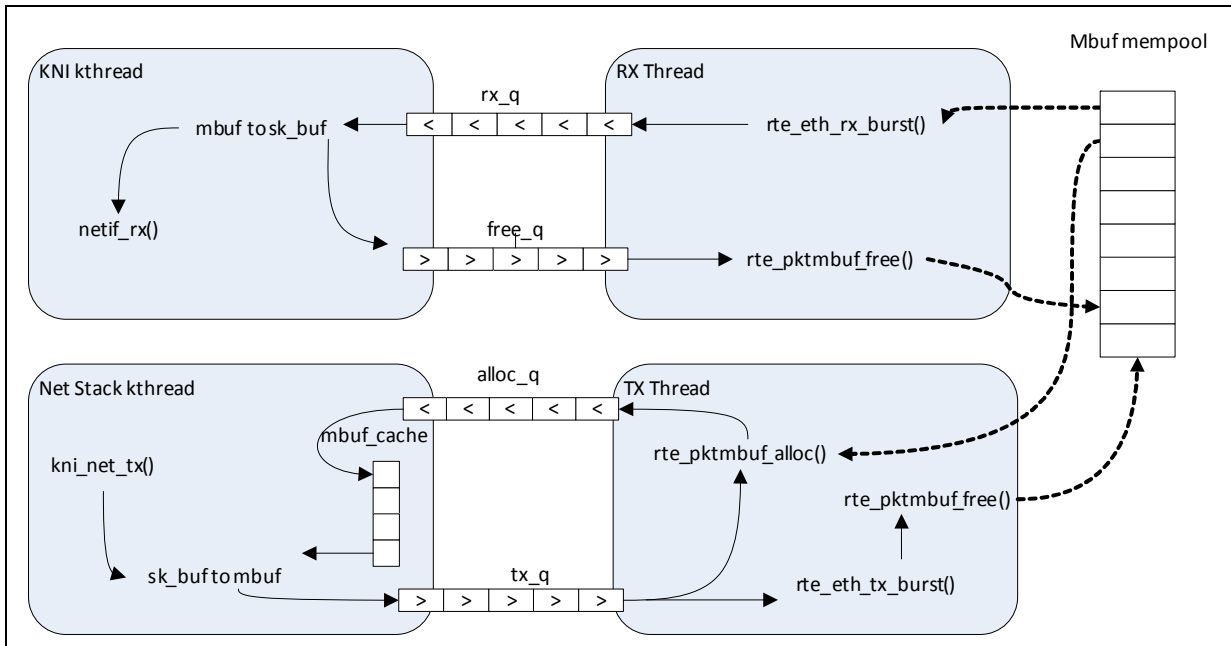 Mbuf mempool
KNI kthread
RX Thread
rx_q
< < < < <
mbuf to sk_buf
rte_eth_rx_burst()
netif_rx()
free_q
> > > > >
rte_pktmbuf_free()
Net Stack kthread
alloc_q
TX Thread
< < < < <
mbuf_cache
kni_net_tx()
rte_pktmbuf_alloc()
rte_pktmbuf_free()
sk_buf to mbuf
tx_q
rte_eth_tx_burst()
> > > > >